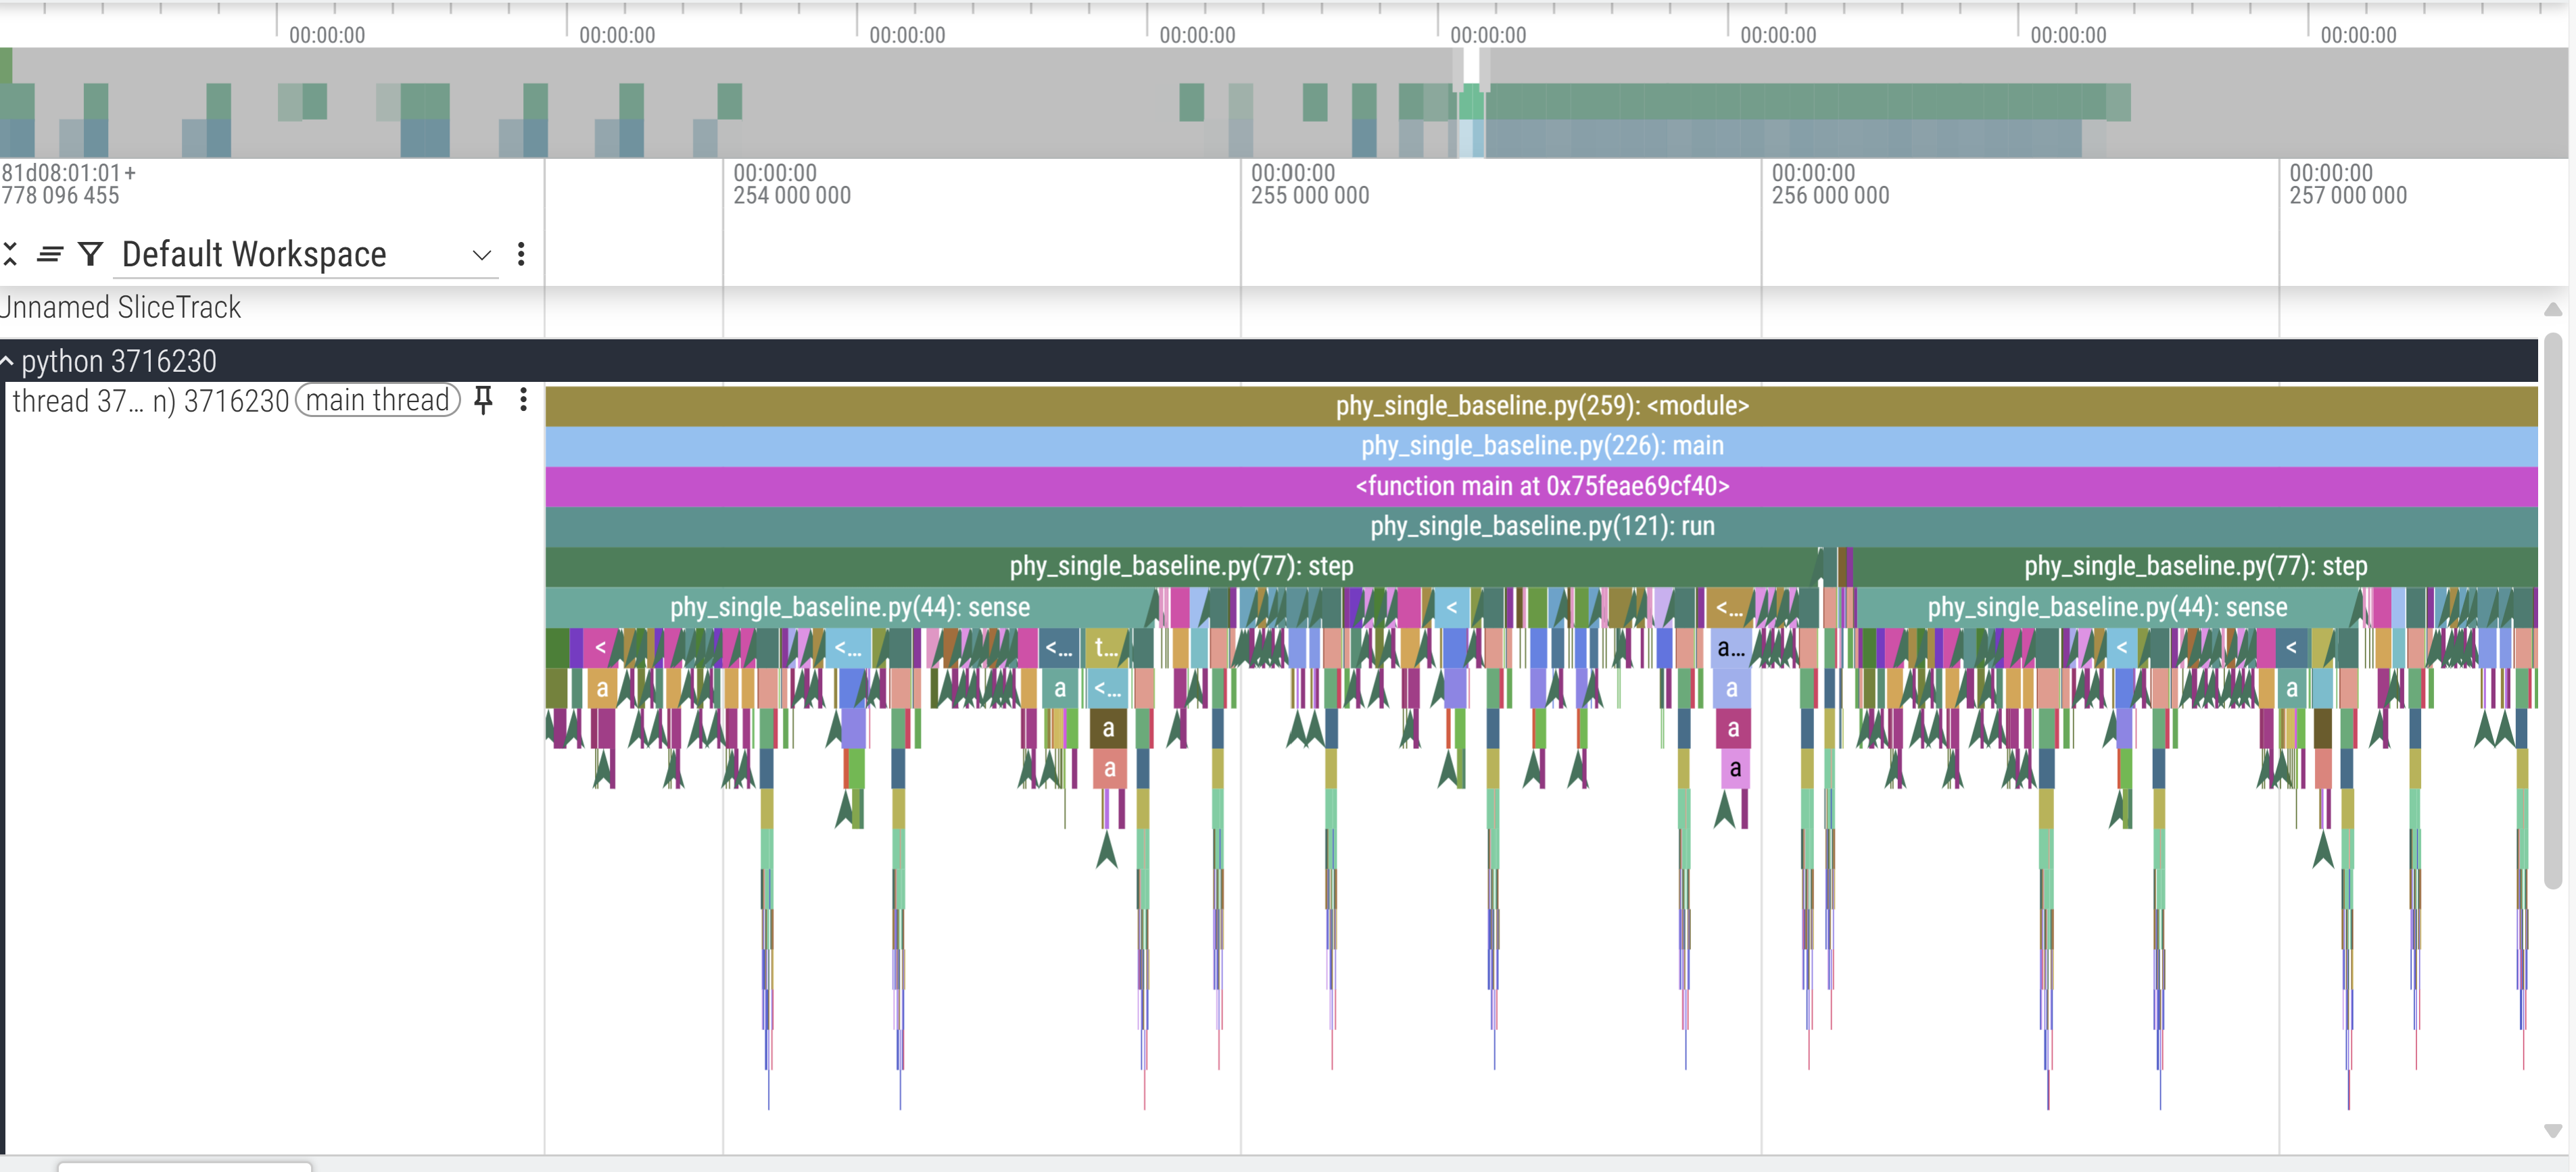 00:00:00 00:00:00 00:00:00 00:00:00 00:00:00 00:00:00 00:00:00 00:00:00
81d08:01:01 + 00:00:00 00:00:00 00:00:00 00:00:00
778 096 455 254 000 000 255 000 000 256 000 000 257 000 000
Default Workspace
Unnamed SliceTrack
python 3716230
thread 37... n) 3716230 main thread
phy_single_baseline.py(259): <module>
phy_single_baseline.py(226): main
<function main at 0x75feae69cf40>
phy_single_baseline.py(121): run
phy_single_baseline.py(77): step phy_single_baseline.py(77): step
phy_single_baseline.py(44): sense < <... phy_single_baseline.py(44): sense
< <... <... t... a... < <
a a <... a a
a a
a a